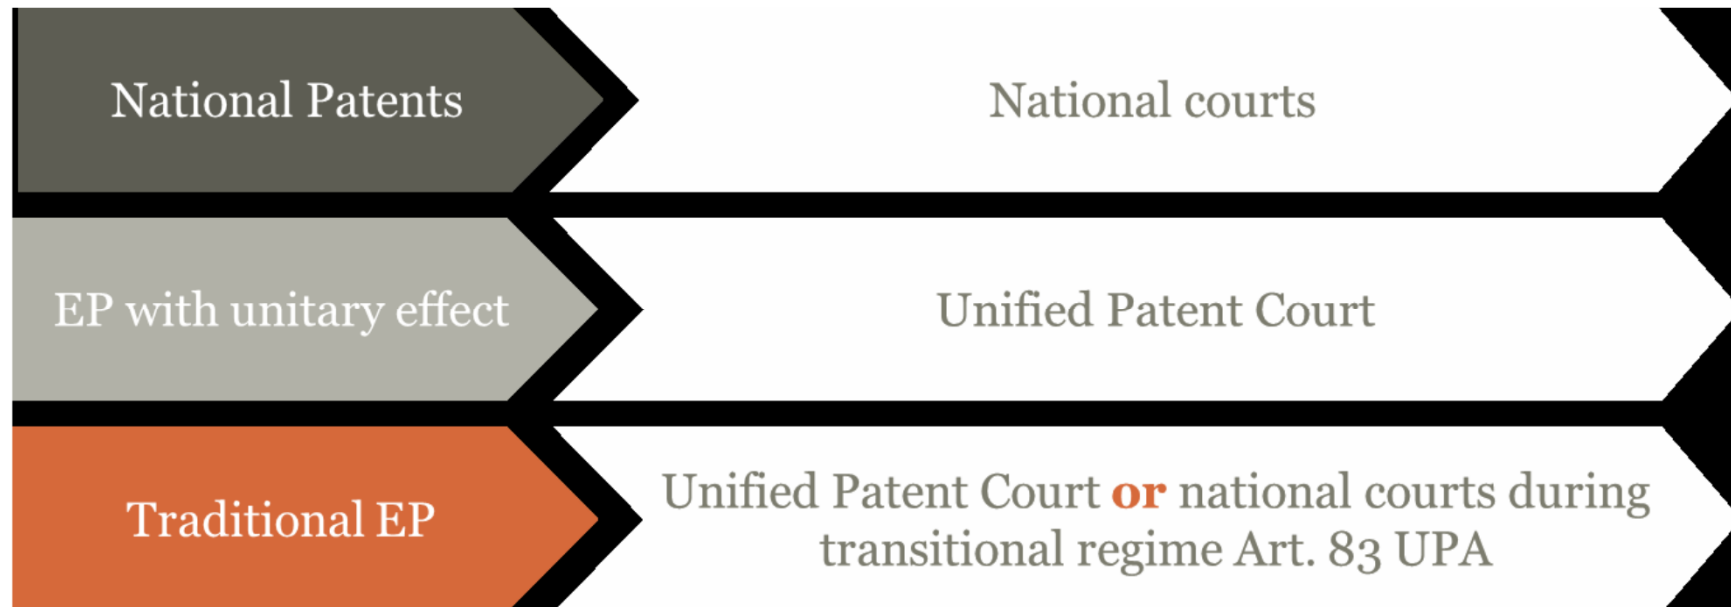 National Patents
National courts
EP with unitary effect
Unified Patent Court
Traditional EP
Unified Patent Court or national courts during
transitional regime Art. 83 UPA